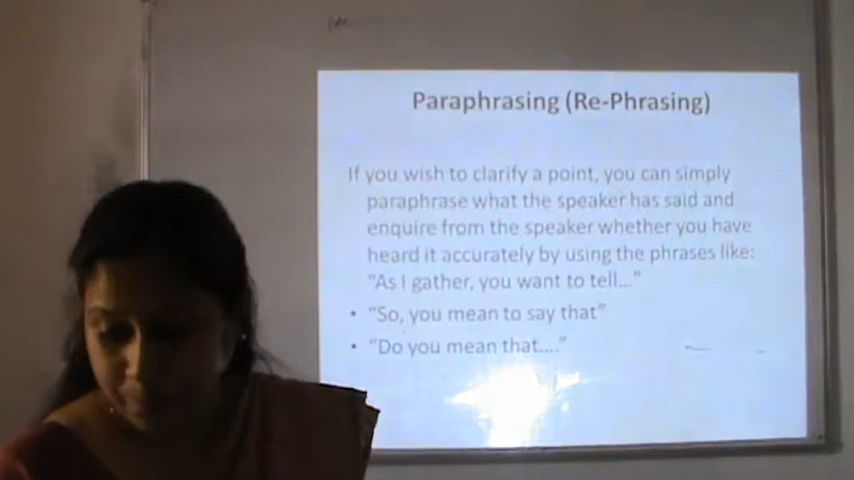 Paraphrasing (Re-Phrasing)
If you wish to clarify a point, you can simply
paraphrase what the speaker has said and
enquire from the speaker whether you have
heard it accurately by using the phrases like:
“As I gather, you want to tell...”
• “So, you mean to say that”
• “Do you mean that....”